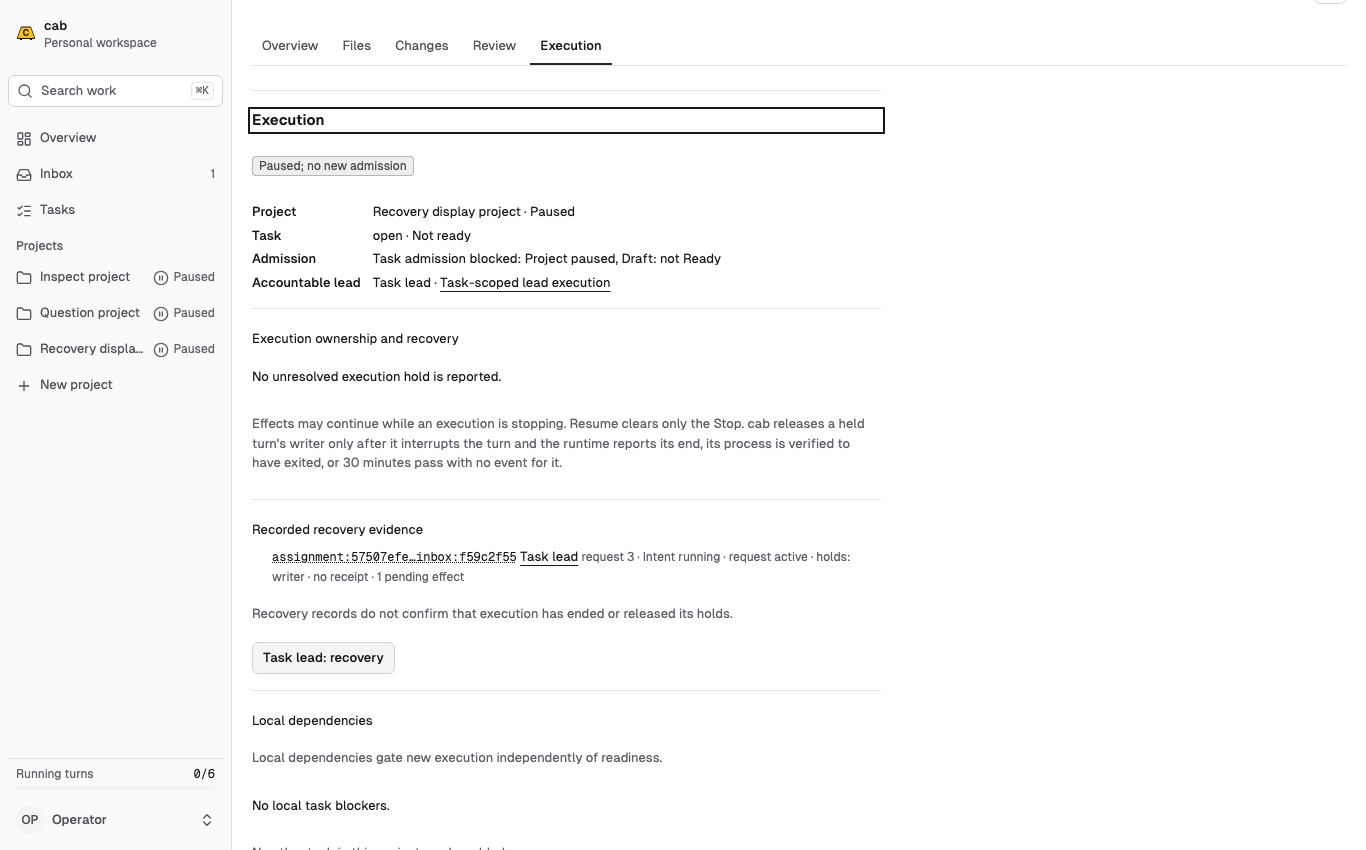 cab
Personal workspace
Search work ⌘K
Overview
Inbox 1
Tasks
Projects
Inspect project Paused
Question project Paused
Recovery displa… Paused
New project
Running turns 0/6
OP Operator
Overview Files Changes Review Execution
Execution
Paused; no new admission
Project Recovery display project · Paused
Task open · Not ready
Admission Task admission blocked: Project paused, Draft: not Ready
Accountable lead Task lead · Task-scoped lead execution
Execution ownership and recovery
No unresolved execution hold is reported.
Effects may continue while an execution is stopping. Resume clears only the Stop. cab releases a held
turn's writer only after it interrupts the turn and the runtime reports its end, its process is verified to
have exited, or 30 minutes pass with no event for it.
Recorded recovery evidence
assignment:57507efe…inbox:f59c2f55 Task lead request 3 · Intent running · request active · holds:
writer · no receipt · 1 pending effect
Recovery records do not confirm that execution has ended or released its holds.
Task lead: recovery
Local dependencies
Local dependencies gate new execution independently of readiness.
No local task blockers.